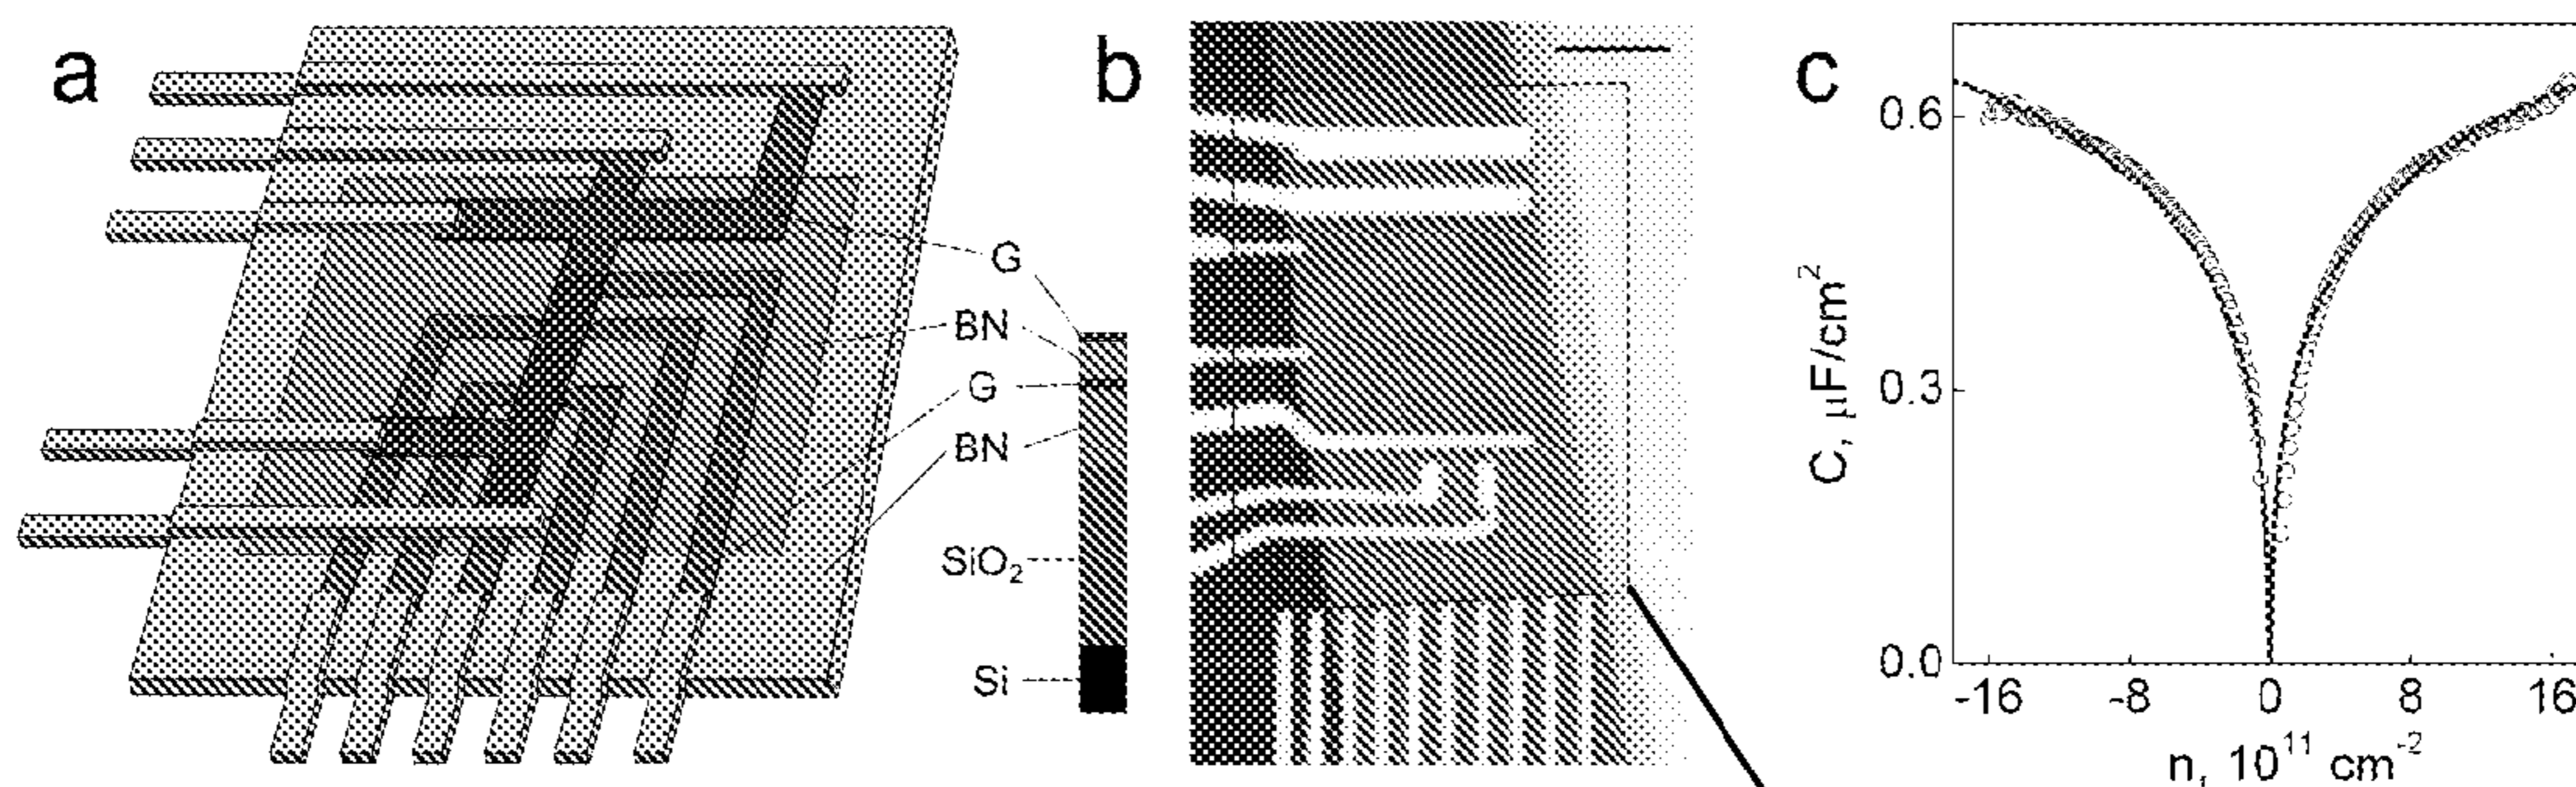 a
G
BN
G
BN
SiO₂
Si
b
c
C, μF/cm²
0.6
0.3
0.0
-16 -8 0 8 16
n, 10¹¹ cm⁻²